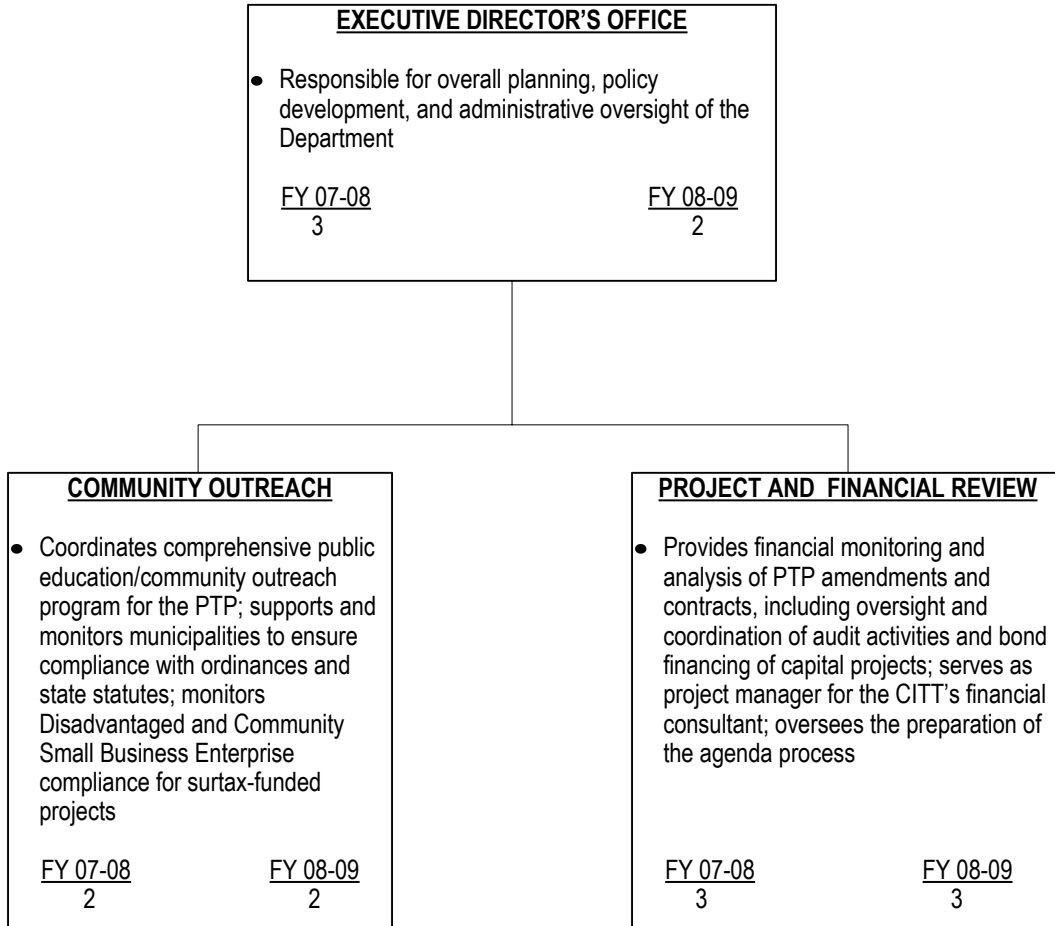 EXECUTIVE DIRECTOR'S OFFICE
● Responsible for overall planning, policy
development, and administrative oversight of the
Department
FY 07-08 FY 08-09
3 2
COMMUNITY OUTREACH
● Coordinates comprehensive public
education/community outreach
program for the PTP; supports and
monitors municipalities to ensure
compliance with ordinances and
state statutes; monitors
Disadvantaged and Community
Small Business Enterprise
compliance for surtax-funded
projects
FY 07-08 FY 08-09
2 2
PROJECT AND FINANCIAL REVIEW
● Provides financial monitoring and
analysis of PTP amendments and
contracts, including oversight and
coordination of audit activities and bond
financing of capital projects; serves as
project manager for the CITT's financial
consultant; oversees the preparation of
the agenda process
FY 07-08 FY 08-09
3 3